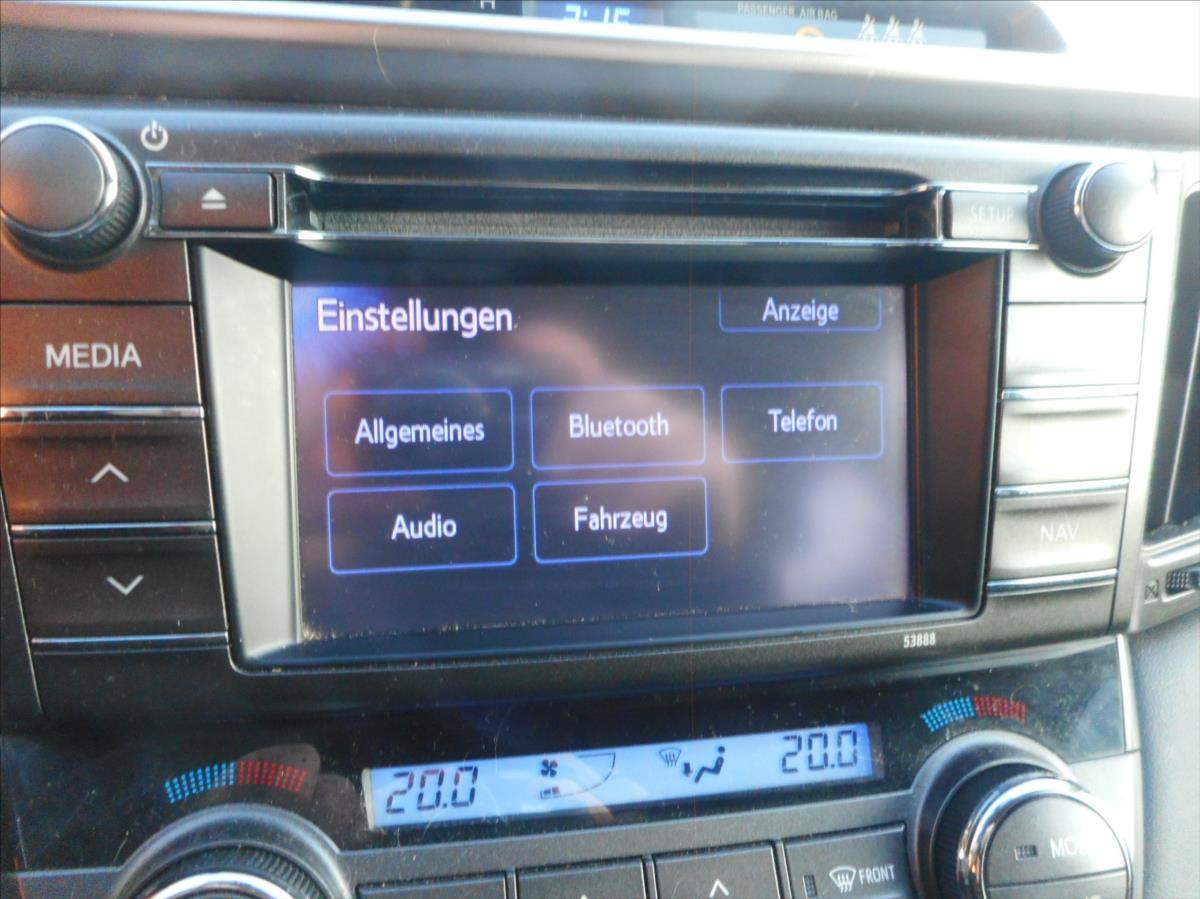 PASSENGER AIRBAG
SETUP
MEDIA
Einstellungen
Anzeige
Allgemeines
Bluetooth
Telefon
Audio
Fahrzeug
NAV
53888
20.0
20.0
FRONT